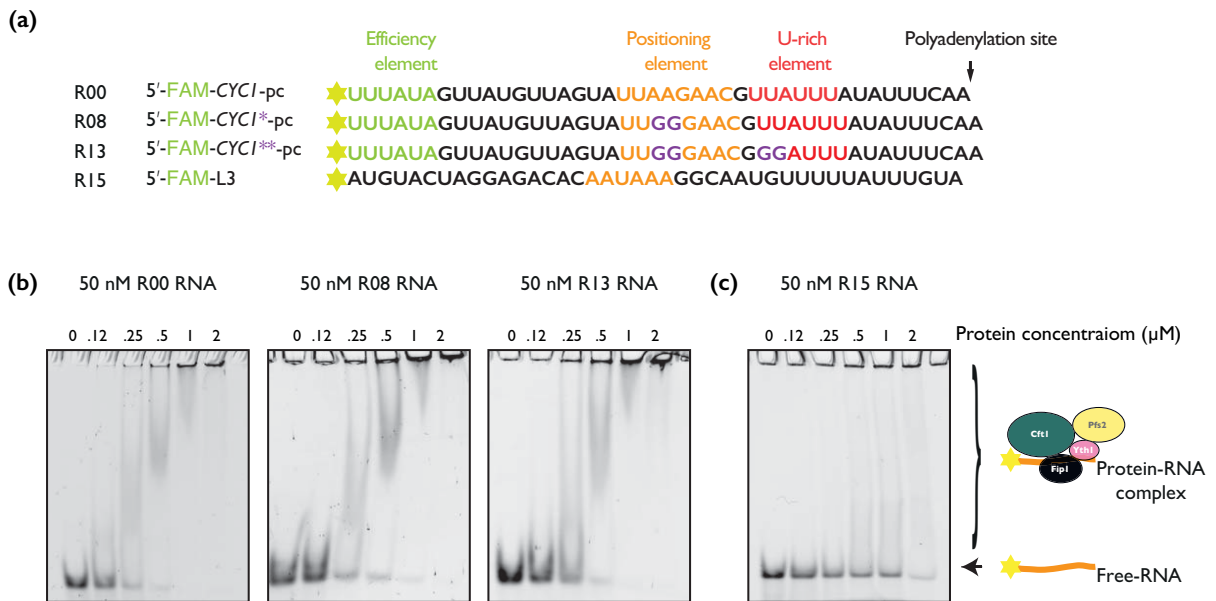 (a)
Efficiency element
Positioning element
U-rich element
Polyadenylation site
R00 5′-FAM-CYC1-pc UUUAUAGUUAUGUUAGUAUUAAGAACGUUAUUUAUAUUUCAA
R08 5′-FAM-CYC1*-pc UUUAUAGUUAUGUUAGUAUUGGGAACGUUAUUUAUAUUUCAA
R13 5′-FAM-CYC1**-pc UUUAUAGUUAUGUUAGUAUUGGGAACGGGAUUUAUAUUUCAA
R15 5′-FAM-L3 AUGUACUAGGAGACACAAUAAAGGCAAUGUUUUUAUUUGUA
(b)
50 nM R00 RNA
50 nM R08 RNA
50 nM R13 RNA
(c)
50 nM R15 RNA
0 .12 .25 .5 1 2
0 .12 .25 .5 1 2
0 .12 .25 .5 1 2
0 .12 .25 .5 1 2
Protein concentraiom (µM)
Cft1
Pfs2
Yth1
Fip1
Protein-RNA
complex
Free-RNA